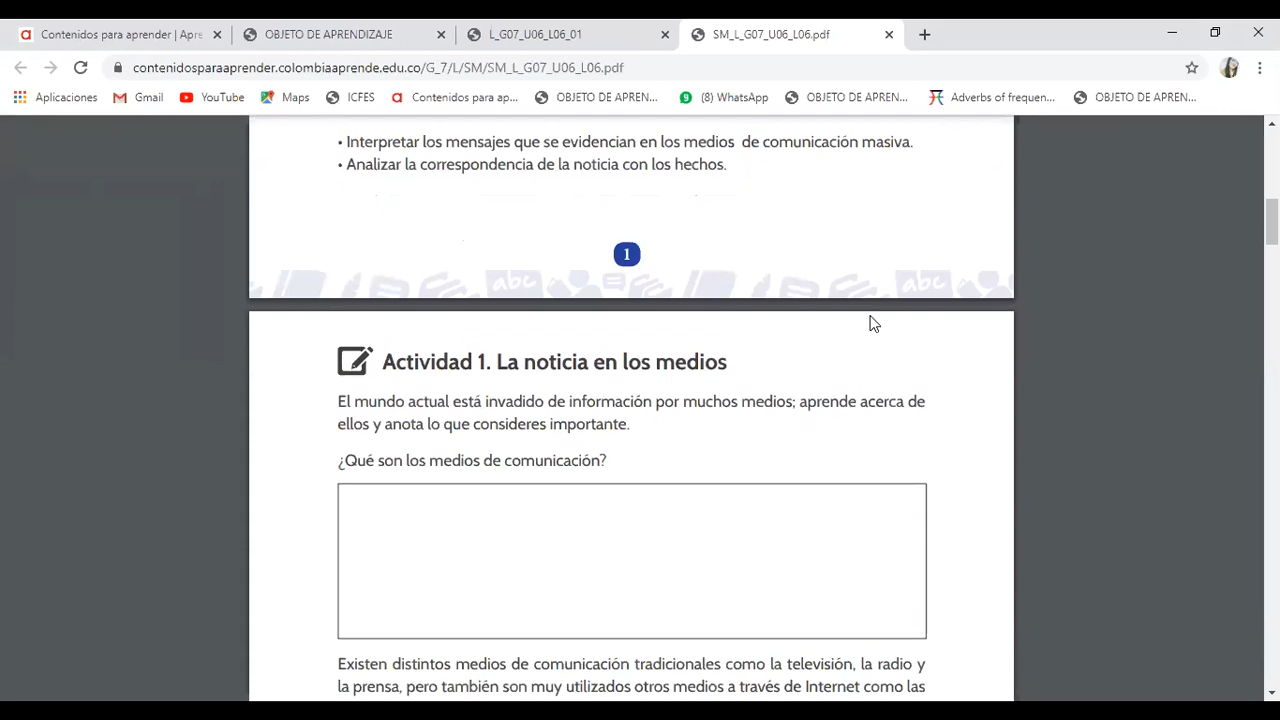 Contenidos para aprender | Apre
OBJETO DE APRENDIZAJE
L_G07_U06_L06_01
SM_L_G07_U06_L06.pdf
contenidosparaaprender.colombiaaprende.edu.co/G_7/L/SM/SM_L_G07_U06_L06.pdf
Aplicaciones
Gmail
YouTube
Maps
ICFES
Contenidos para ap...
OBJETO DE APREN...
(8) WhatsApp
OBJETO DE APREN...
Adverbs of frequen...
OBJETO DE APREN...
• Interpretar los mensajes que se evidencian en los medios de comunicación masiva.
• Analizar la correspondencia de la noticia con los hechos.
1
abc
abc
Actividad 1. La noticia en los medios
El mundo actual está invadido de información por muchos medios; aprende acerca de
ellos y anota lo que consideres importante.
¿Qué son los medios de comunicación?
Existen distintos medios de comunicación tradicionales como la televisión, la radio y
la prensa, pero también son muy utilizados otros medios a través de Internet como las